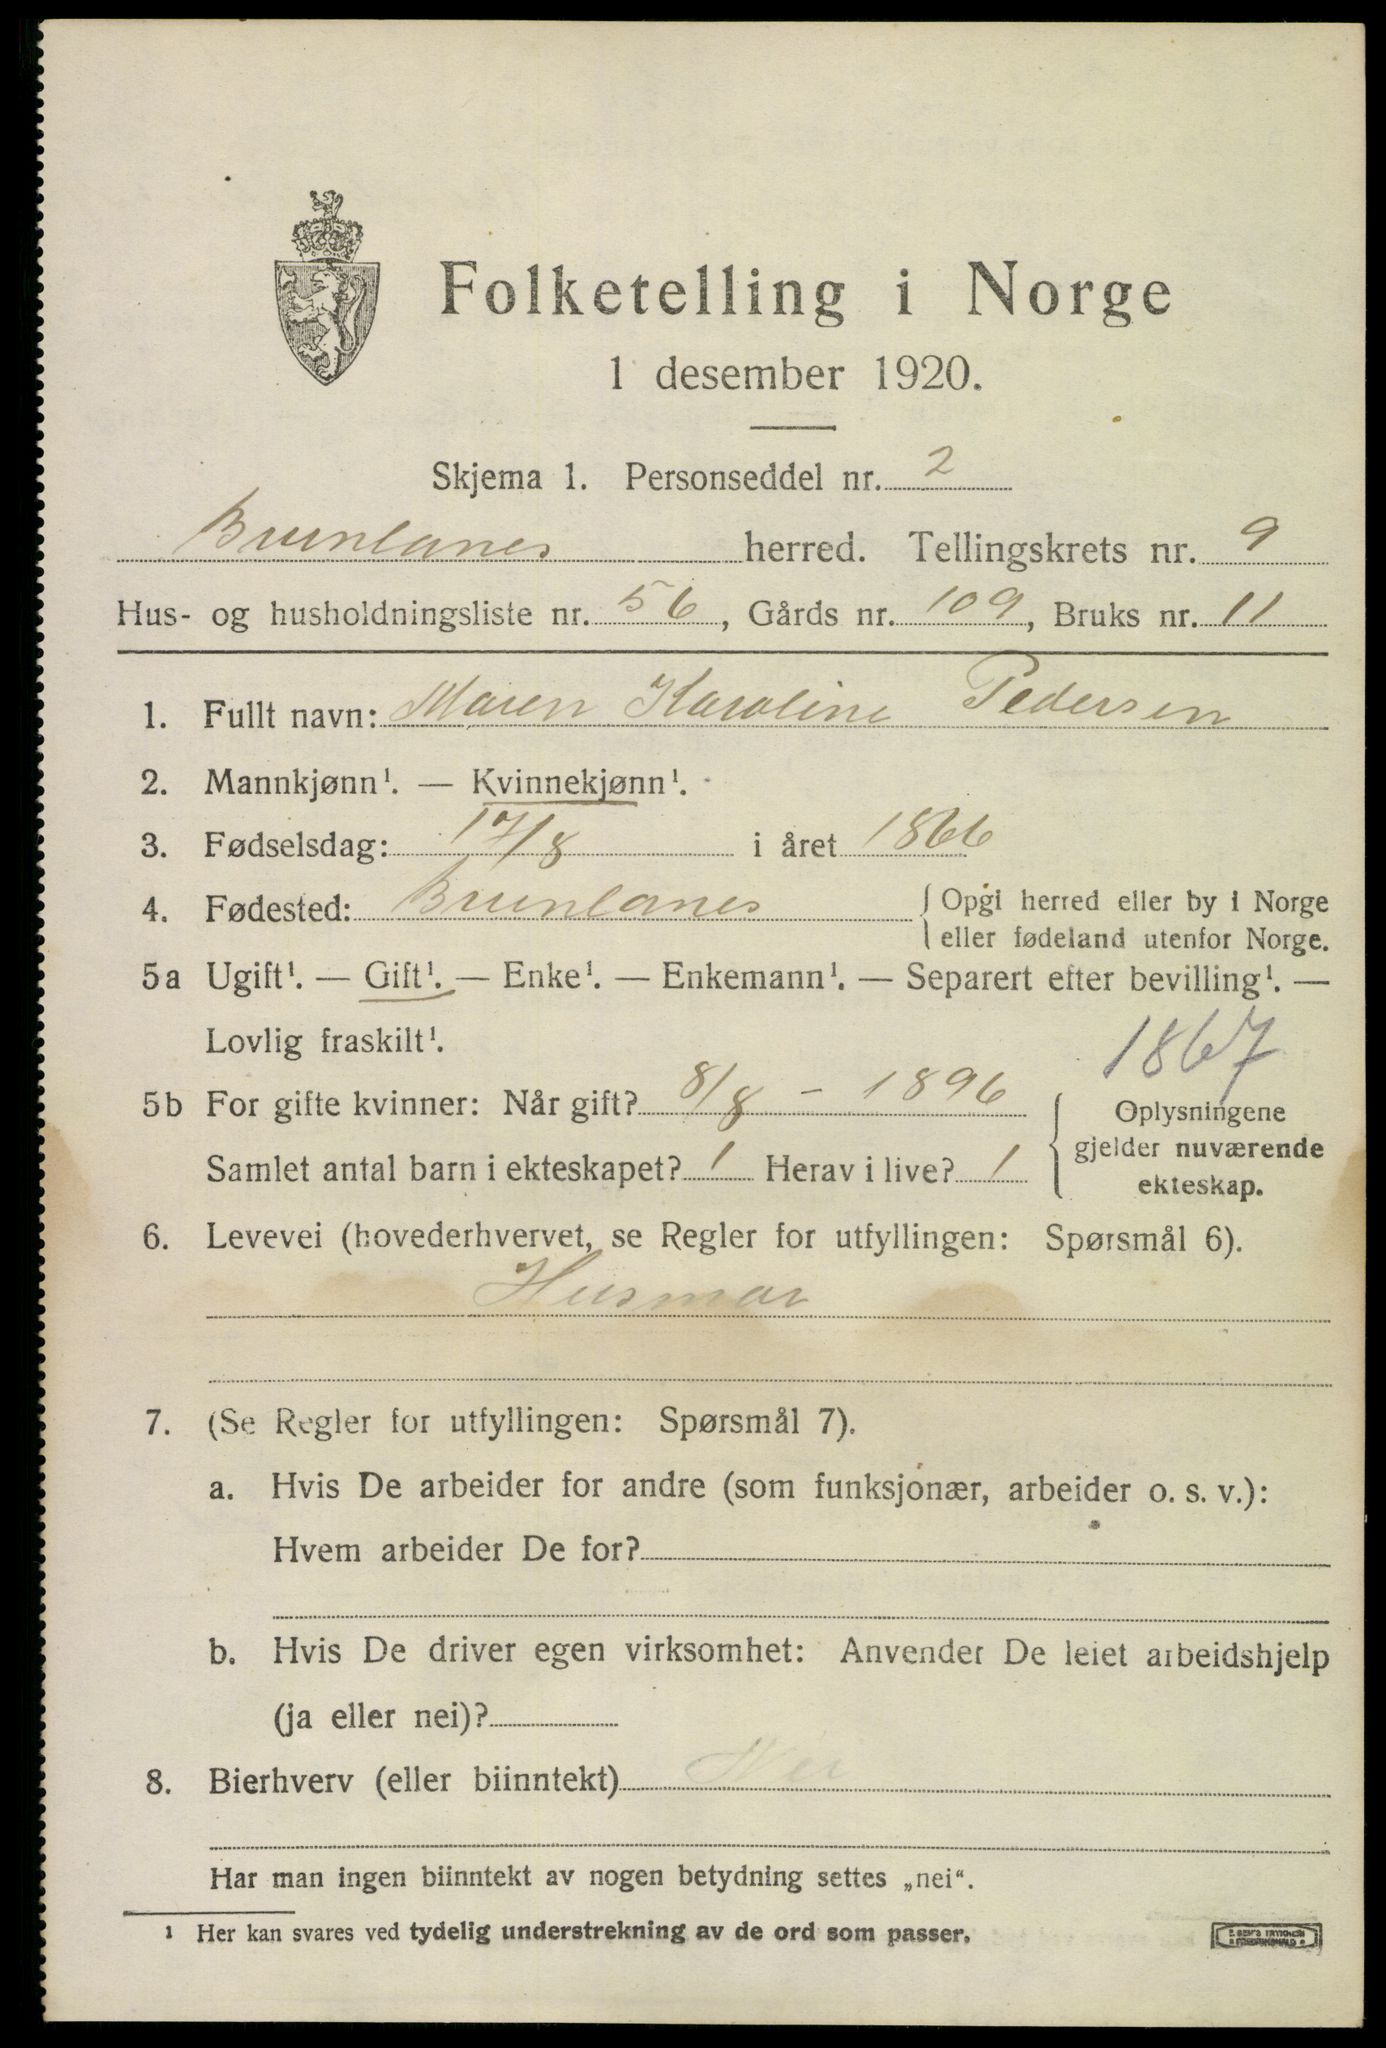 Folketelling i Norge
1 desember 1920.
Skjema 1. Personseddel nr. 2
Brunlanes herred. Tellingskrets nr. 9
Hus- og husholdningsliste nr. 56, Gårds nr. 109, Bruks nr. 11
1. Fullt navn: Maren Karoline Pedersen
2. Mannkjønn¹. — Kvinnekjønn¹.
3. Fødselsdag: 17/8 i året 1866
4. Fødested: Brunlanes { Opgi herred eller by i Norge
eller fødeland utenfor Norge.
5a Ugift¹. — Gift¹. — Enke¹. — Enkemann¹. — Separert efter bevilling¹. —
Lovlig fraskilt¹.
1867
5b For gifte kvinner: Når gift? 8/8 – 1896
Samlet antal barn i ekteskapet? 1 Herav i live? 1
{ Oplysningene
gjelder nuværende
ekteskap.
6. Levevei (hovederhvervet, se Regler for utfyllingen: Spørsmål 6).
Husmor
7. (Se Regler for utfyllingen: Spørsmål 7).
a. Hvis De arbeider for andre (som funksjonær, arbeider o. s. v.):
Hvem arbeider De for?
b. Hvis De driver egen virksomhet: Anvender De leiet arbeidshjelp
(ja eller nei)?
8. Bierhverv (eller biinntekt) Nei
Har man ingen biinntekt av nogen betydning settes „nei“.
¹ Her kan svares ved tydelig understrekning av de ord som passer.